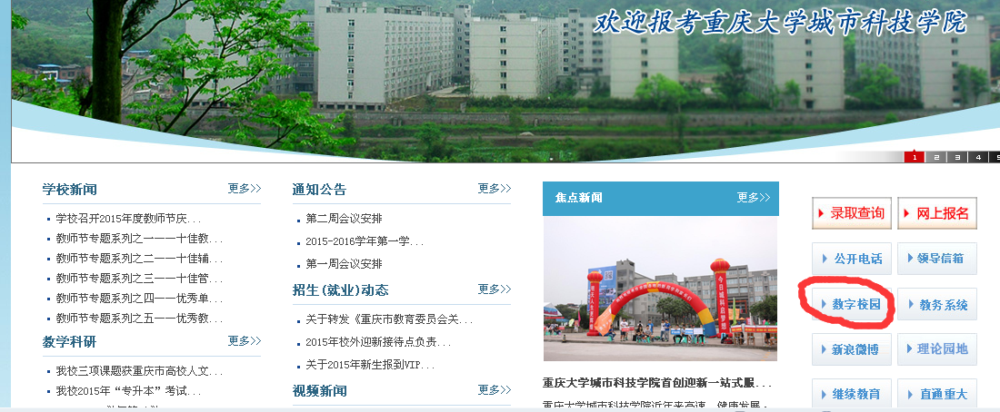 欢迎报考重庆大学城市科技学院
1 2 3 4 5
学校新闻 更多>>
学校召开2015年度教师节庆...
教师节专题系列之一——十佳教...
教师节专题系列之二——十佳辅...
教师节专题系列之三——十佳管...
教师节专题系列之四——优秀单...
教师节专题系列之五——优秀教...
教学科研 更多>>
我校三项课题获重庆市高校人文...
我校2015年“专升本”考试...
通知公告 更多>>
第二周会议安排
2015-2016学年第一学...
第一周会议安排
招生(就业)动态 更多>>
关于转发《重庆市教育委员会关...
2015年校外迎新接待点负责...
关于2015年新生报到VIP...
视频新闻 更多>>
焦点新闻 更多>>
今日城科启梦想
重庆大学城市科技学院首创迎新一站式服...
重庆大学城市科技学院近年来高速、健康发展，
录取查询 网上报名
公开电话 领导信箱
数字校园 教务系统
新浪微博 理论园地
继续教育 直通重大